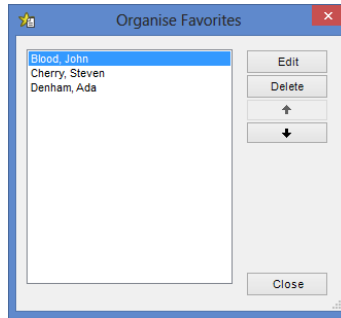 Organise Favorites
Blood, John
Cherry, Steven
Denham, Ada
Edit
Delete
Close